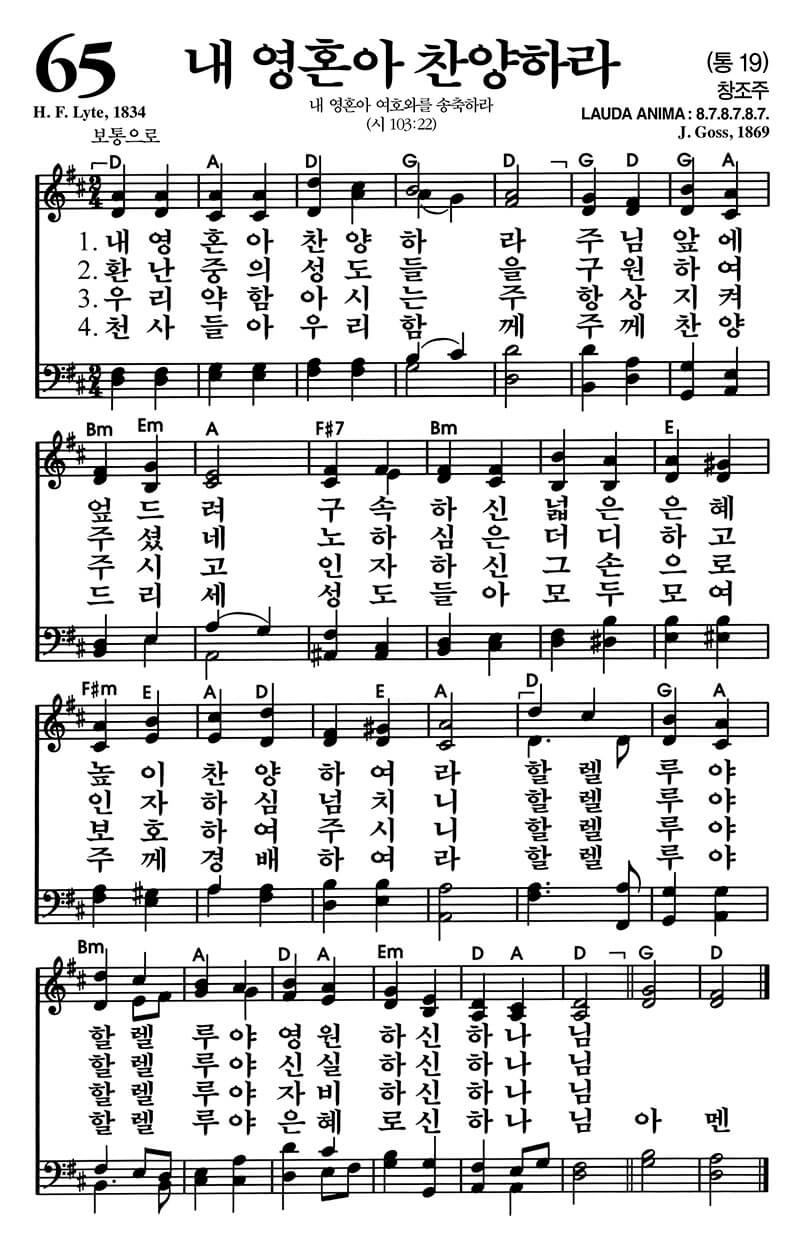 65 내 영혼아 찬양하라 (통 19)
창조주
H. F. Lyte, 1834
내 영혼아 여호와를 송축하라
(시 103:22)
LAUDA ANIMA : 8.7.8.7.8.7.
J. Goss, 1869
보통으로
D A D G D G D G A
1. 내 영 혼 아 찬 양 하 라 주 님 앞 에
2. 환 난 중 의 성 도 들 을 구 원 하 여
3. 우 리 약 함 아 시 는 주 항 상 지 켜
4. 천 사 들 아 우 리 함 께 주 께 찬 양
Bm Em A F#7 Bm E
엎 드 려 구 속 하 신 넓 은 은 혜
주 셨 네 노 하 심 은 더 디 하 고
주 시 고 인 자 하 신 그 손 으 로
드 리 세 성 도 들 아 모 두 모 여
F#m E A D E A D G A
높 이 찬 양 하 여 라 할 렐 루 야
인 자 하 심 넘 치 니 할 렐 루 야
보 호 하 여 주 시 니 할 렐 루 야
주 께 경 배 하 여 라 할 렐 루 야
Bm A D A Em D A D G D
할 렐 루 야 영 원 하 신 하 나 님
할 렐 루 야 신 실 하 신 하 나 님
할 렐 루 야 자 비 하 신 하 나 님
할 렐 루 야 은 혜 로 신 하 나 님 아 멘